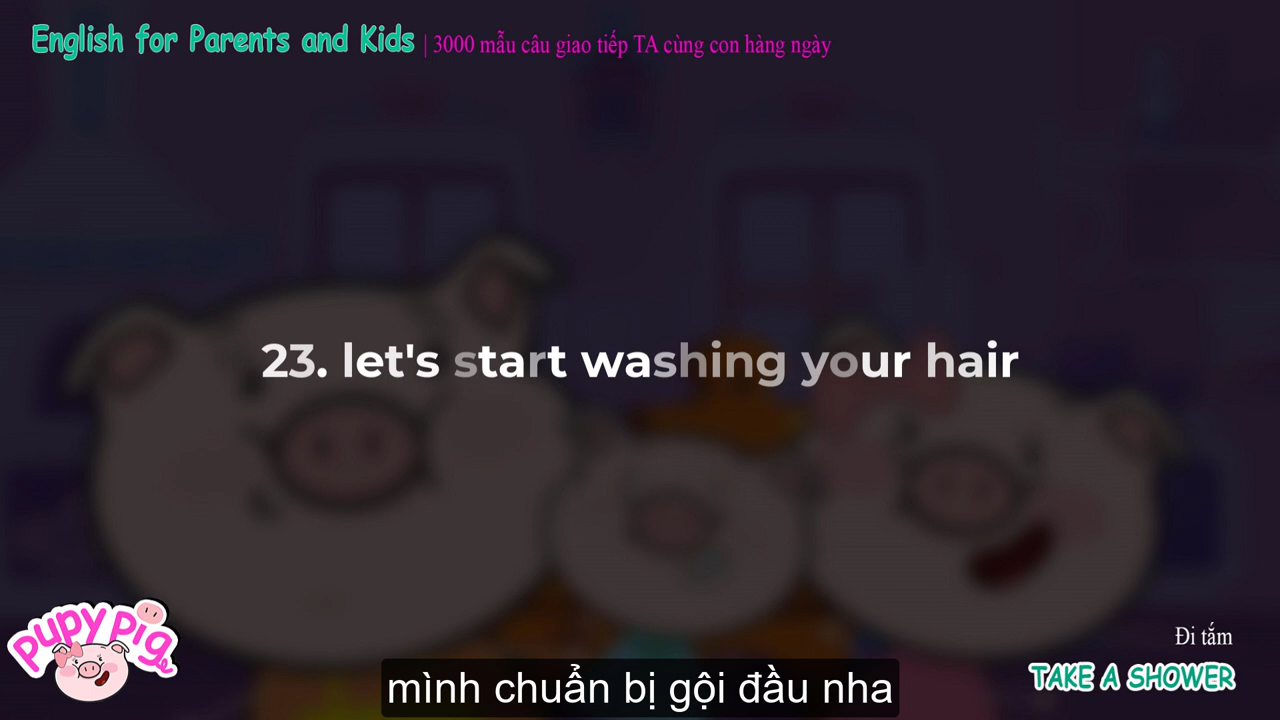 English for Parents and Kids | 3000 mẫu câu giao tiếp TA cùng con hàng ngày
23. let's start washing your hair
pupy pig
Đi tắm
TAKE A SHOWER
mình chuẩn bị gội đầu nha